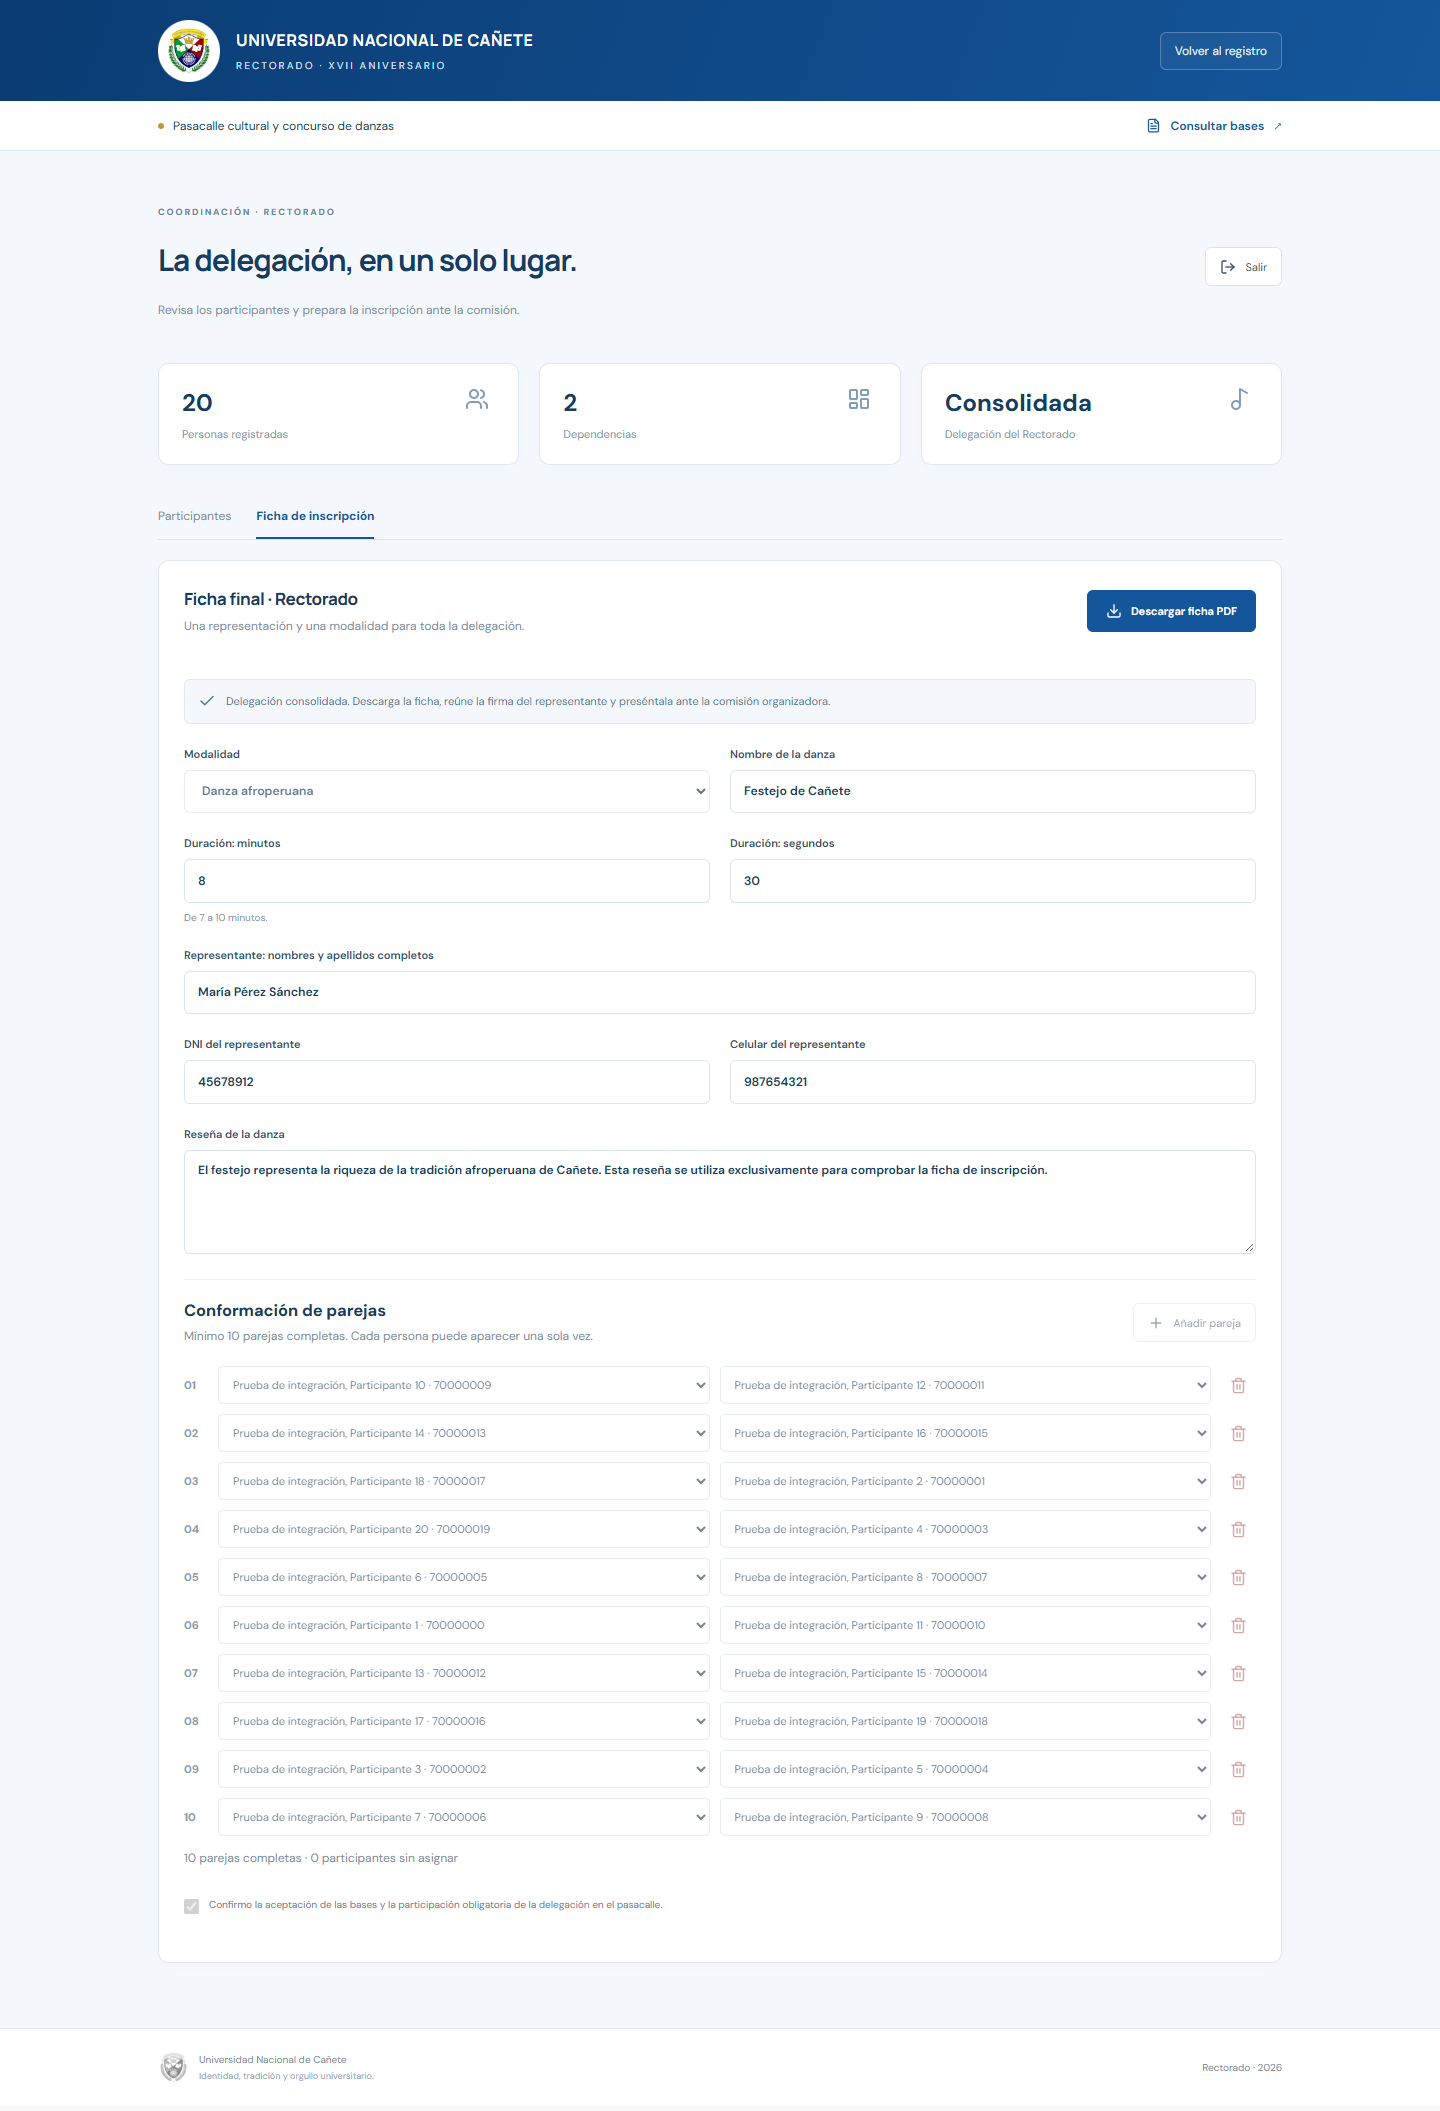 UNIVERSIDAD NACIONAL DE CAÑETE
RECTORADO · XVII ANIVERSARIO
Volver al registro
Pasacalle cultural y concurso de danzas
Consultar bases ↗
COORDINACIÓN · RECTORADO
La delegación, en un solo lugar.
Salir
Revisa los participantes y prepara la inscripción ante la comisión.
20
Personas registradas
2
Dependencias
Consolidada
Delegación del Rectorado
Participantes
Ficha de inscripción
Ficha final · Rectorado
Una representación y una modalidad para toda la delegación.
Descargar ficha PDF
Delegación consolidada. Descarga la ficha, reúne la firma del representante y preséntala ante la comisión organizadora.
Modalidad
Nombre de la danza
Danza afroperuana
Festejo de Cañete
Duración: minutos
Duración: segundos
8
30
De 7 a 10 minutos.
Representante: nombres y apellidos completos
María Pérez Sánchez
DNI del representante
Celular del representante
45678912
987654321
Reseña de la danza
El festejo representa la riqueza de la tradición afroperuana de Cañete. Esta reseña se utiliza exclusivamente para comprobar la ficha de inscripción.
Conformación de parejas
Mínimo 10 parejas completas. Cada persona puede aparecer una sola vez.
Añadir pareja
01 Prueba de integración, Participante 10 · 70000009 Prueba de integración, Participante 12 · 70000011
02 Prueba de integración, Participante 14 · 70000013 Prueba de integración, Participante 16 · 70000015
03 Prueba de integración, Participante 18 · 70000017 Prueba de integración, Participante 2 · 70000001
04 Prueba de integración, Participante 20 · 70000019 Prueba de integración, Participante 4 · 70000003
05 Prueba de integración, Participante 6 · 70000005 Prueba de integración, Participante 8 · 70000007
06 Prueba de integración, Participante 1 · 70000000 Prueba de integración, Participante 11 · 70000010
07 Prueba de integración, Participante 13 · 70000012 Prueba de integración, Participante 15 · 70000014
08 Prueba de integración, Participante 17 · 70000016 Prueba de integración, Participante 19 · 70000018
09 Prueba de integración, Participante 3 · 70000002 Prueba de integración, Participante 5 · 70000004
10 Prueba de integración, Participante 7 · 70000006 Prueba de integración, Participante 9 · 70000008
10 parejas completas · 0 participantes sin asignar
Confirmo la aceptación de las bases y la participación obligatoria de la delegación en el pasacalle.
Universidad Nacional de Cañete
Identidad, tradición y orgullo universitario.
Rectorado · 2026